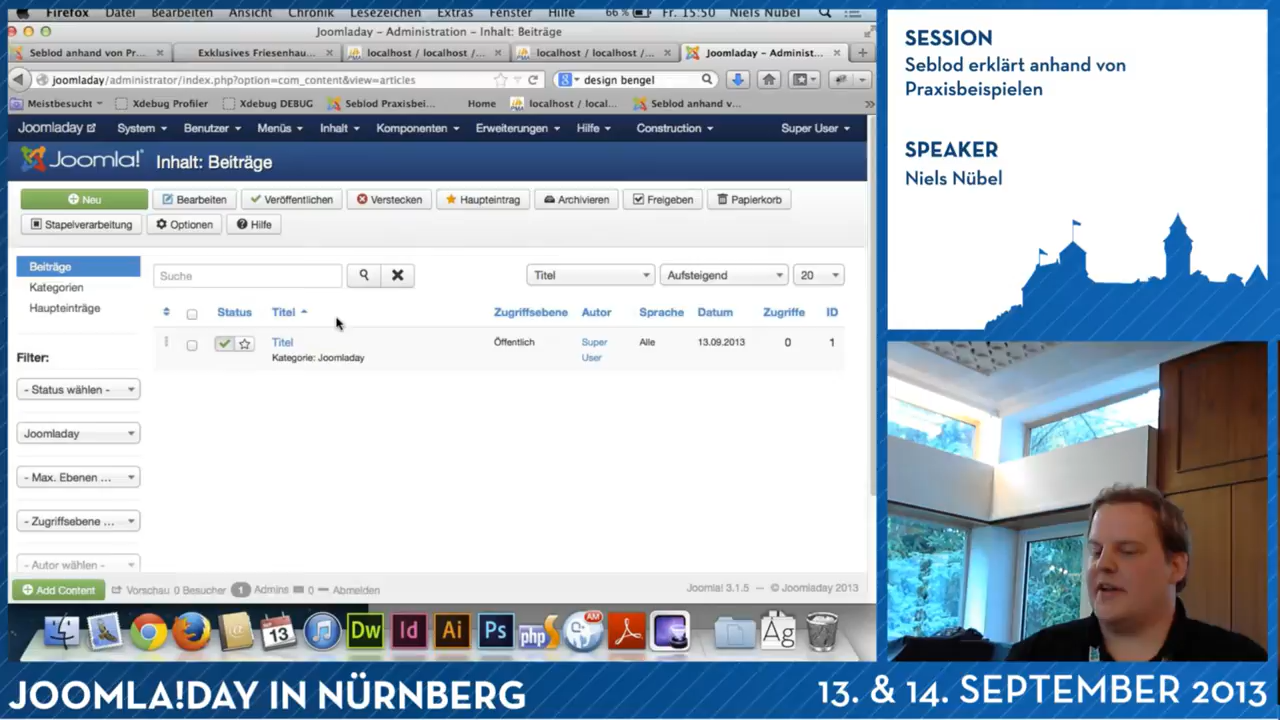 Firefox Datei Bearbeiten Ansicht Chronik Lesezeichen Extras Fenster Hilfe 66 % Fr. 15:50 Niels Nübel
Joomladay – Administration – Inhalt: Beiträge
Seblod anhand von Pr... Exklusives Friesenhau... localhost / localhost /... localhost / localhost /... Joomladay – Administ...
joomladay/administrator/index.php?option=com_content&view=articles design bengel
Meistbesucht Xdebug Profiler Xdebug DEBUG Seblod Praxisbei... Home localhost / local... Seblod anhand v...
Joomladay System Benutzer Menüs Inhalt Komponenten Erweiterungen Hilfe Construction Super User
Joomla! Inhalt: Beiträge
Neu Bearbeiten Veröffentlichen Verstecken Haupteintrag Archivieren Freigeben Papierkorb
Stapelverarbeitung Optionen Hilfe
Beiträge
Kategorien
Haupteinträge
Filter:
- Status wählen -
Joomladay
- Max. Ebenen ...
- Zugriffsebene ...
- Autor wählen -
Suche Titel Aufsteigend 20
Status Titel Zugriffsebene Autor Sprache Datum Zugriffe ID
Titel Öffentlich Super User Alle 13.09.2013 0 1
Kategorie: Joomladay
Add Content Vorschau 0 Besucher 1 Admins 0 Abmelden Joomla! 3.1.5 — © Joomladay 2013
13 Dw Id Ai Ps php AM Ag
SESSION
Seblod erklärt anhand von
Praxisbeispielen
SPEAKER
Niels Nübel
JOOMLA!DAY IN NÜRNBERG 13. & 14. SEPTEMBER 2013